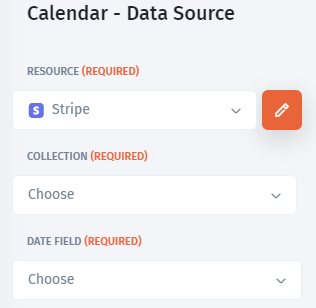 Calendar - Data Source
RESOURCE (REQUIRED)
S Stripe
COLLECTION (REQUIRED)
Choose
DATE FIELD (REQUIRED)
Choose